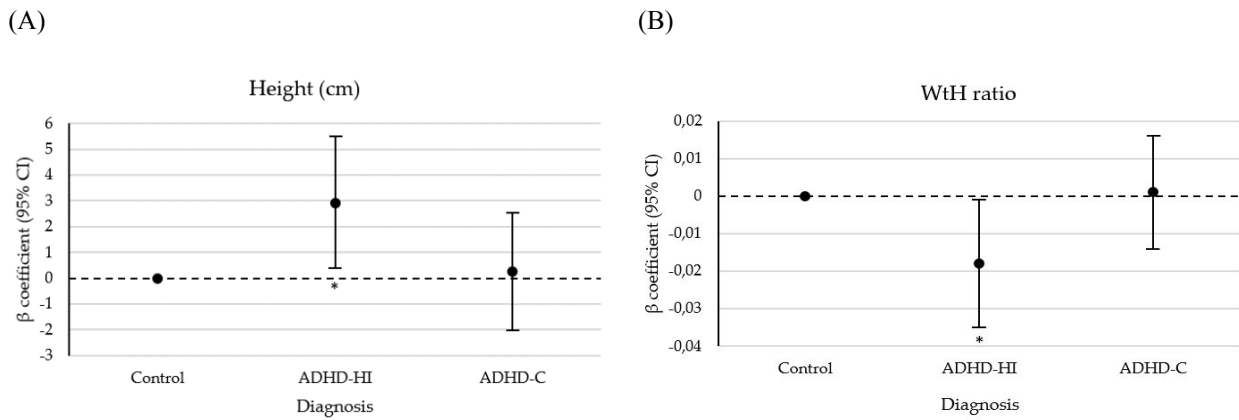 (A)
Height (cm)
β coefficient (95% CI)
6
5
4
3
2
1
0
-1
-2
-3
*
Control
ADHD-HI
ADHD-C
Diagnosis
(B)
WtH ratio
β coefficient (95% CI)
0,02
0,01
0
-0,01
-0,02
-0,03
-0,04
*
Control
ADHD-HI
ADHD-C
Diagnosis